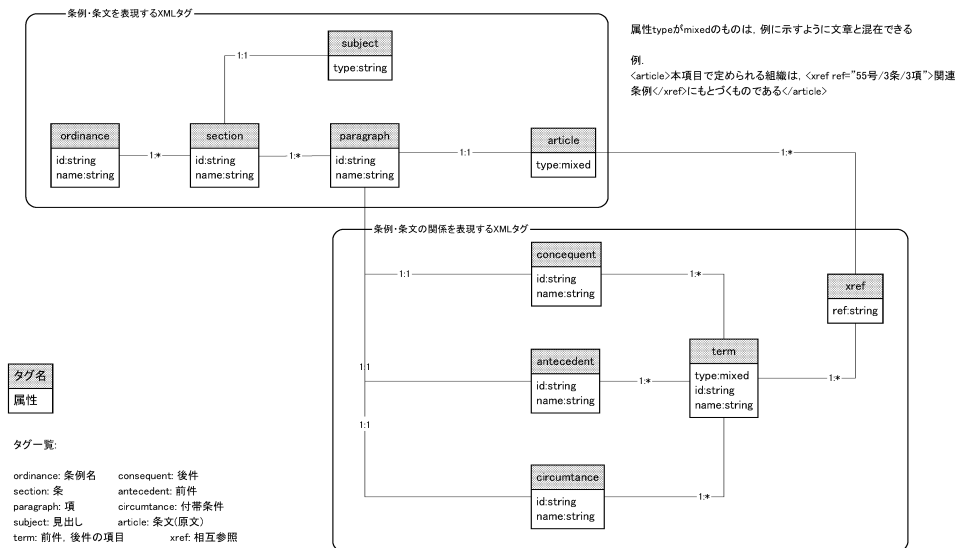 条例・条文を表現するXMLタグ
属性typeがmixedのものは，例に示すように文章と混在できる
例.
<article>本項目で定められる組織は，<xref ref="55号/3条/3項">関連
条例</xref>にもとづくものである</article>
subject
type:string
1:1
ordinance
id:string
name:string
1:*
section
id:string
name:string
1:*
paragraph
id:string
name:string
1:1
article
type:mixed
1:*
条例・条文の関係を表現するXMLタグ
concequent
id:string
name:string
1:1
1:*
xref
ref:string
term
type:mixed
id:string
name:string
1:*
1:1
antecedent
id:string
name:string
1:*
1:1
circumtance
id:string
name:string
1:*
タグ名
属性
タグ一覧:
ordinance: 条例名 consequent: 後件
section: 条 antecedent: 前件
paragraph: 項 circumtance: 付帯条件
subject: 見出し article: 条文(原文)
term: 前件，後件の項目 xref: 相互参照